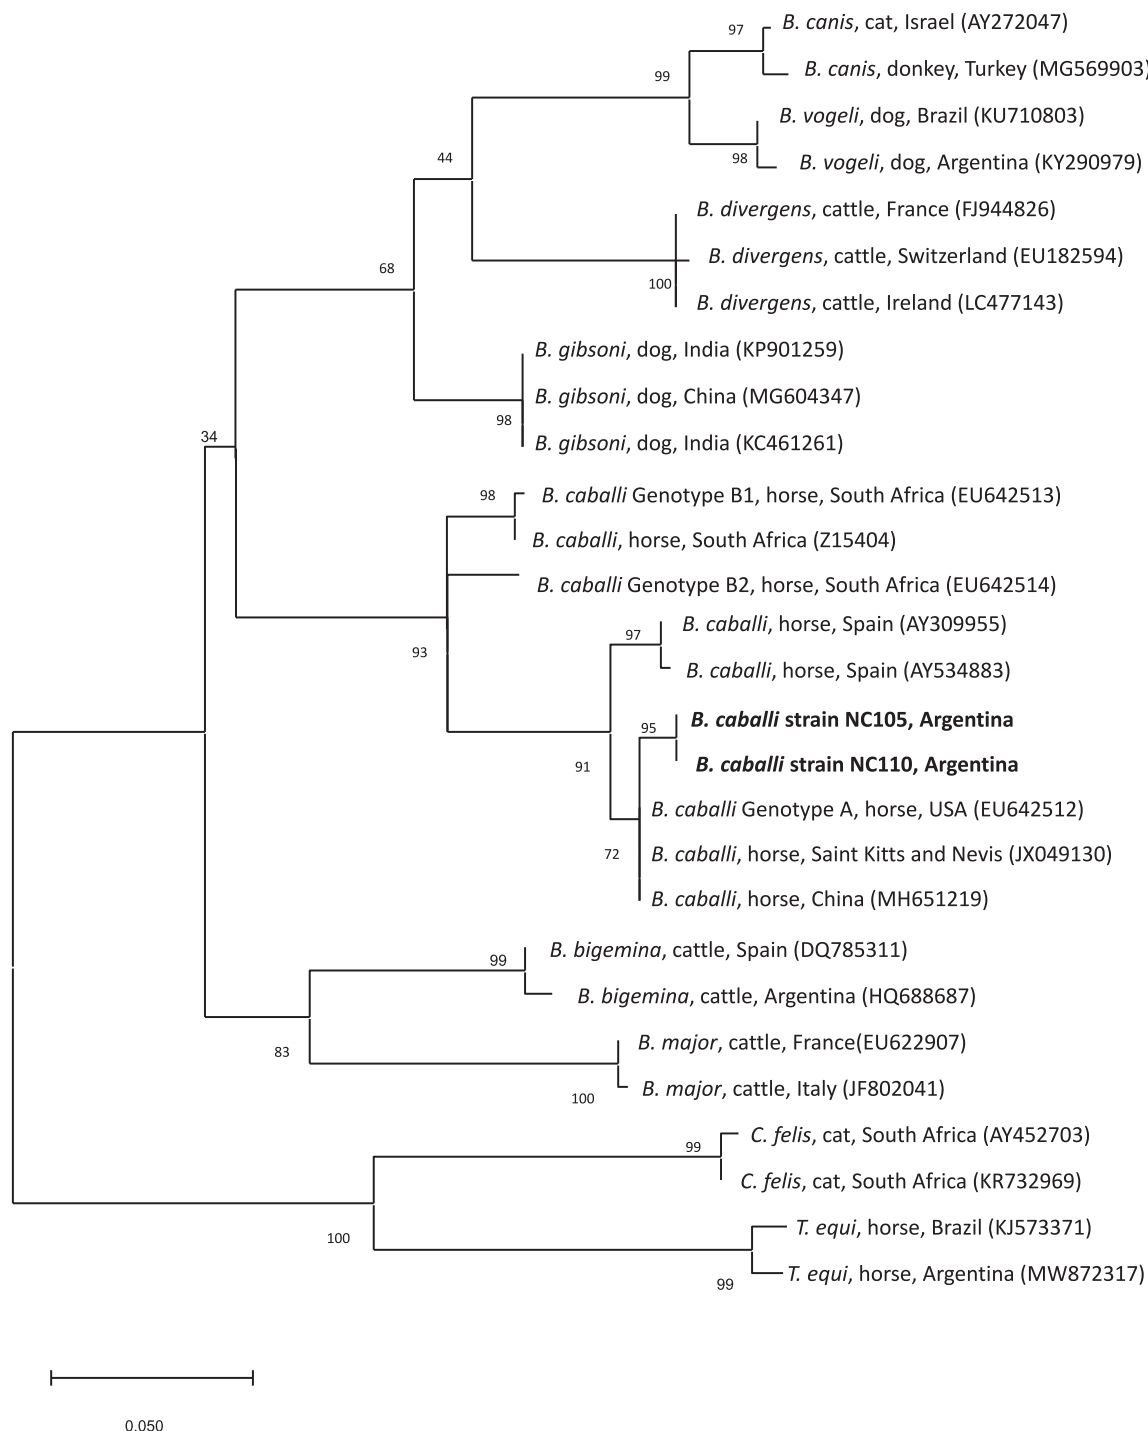 97
B. canis, cat, Israel (AY272047)
B. canis, donkey, Turkey (MG569903)
99
B. vogeli, dog, Brazil (KU710803)
98
B. vogeli, dog, Argentina (KY290979)
44
B. divergens, cattle, France (FJ944826)
B. divergens, cattle, Switzerland (EU182594)
100
B. divergens, cattle, Ireland (LC477143)
68
B. gibsoni, dog, India (KP901259)
B. gibsoni, dog, China (MG604347)
98
B. gibsoni, dog, India (KC461261)
34
98
B. caballi Genotype B1, horse, South Africa (EU642513)
B. caballi, horse, South Africa (Z15404)
B. caballi Genotype B2, horse, South Africa (EU642514)
93
97
B. caballi, horse, Spain (AY309955)
B. caballi, horse, Spain (AY534883)
95
B. caballi strain NC105, Argentina
B. caballi strain NC110, Argentina
91
B. caballi Genotype A, horse, USA (EU642512)
72
B. caballi, horse, Saint Kitts and Nevis (JX049130)
B. caballi, horse, China (MH651219)
99
B. bigemina, cattle, Spain (DQ785311)
B. bigemina, cattle, Argentina (HQ688687)
83
B. major, cattle, France(EU622907)
100
B. major, cattle, Italy (JF802041)
99
C. felis, cat, South Africa (AY452703)
C. felis, cat, South Africa (KR732969)
100
T. equi, horse, Brazil (KJ573371)
99
T. equi, horse, Argentina (MW872317)
0.050